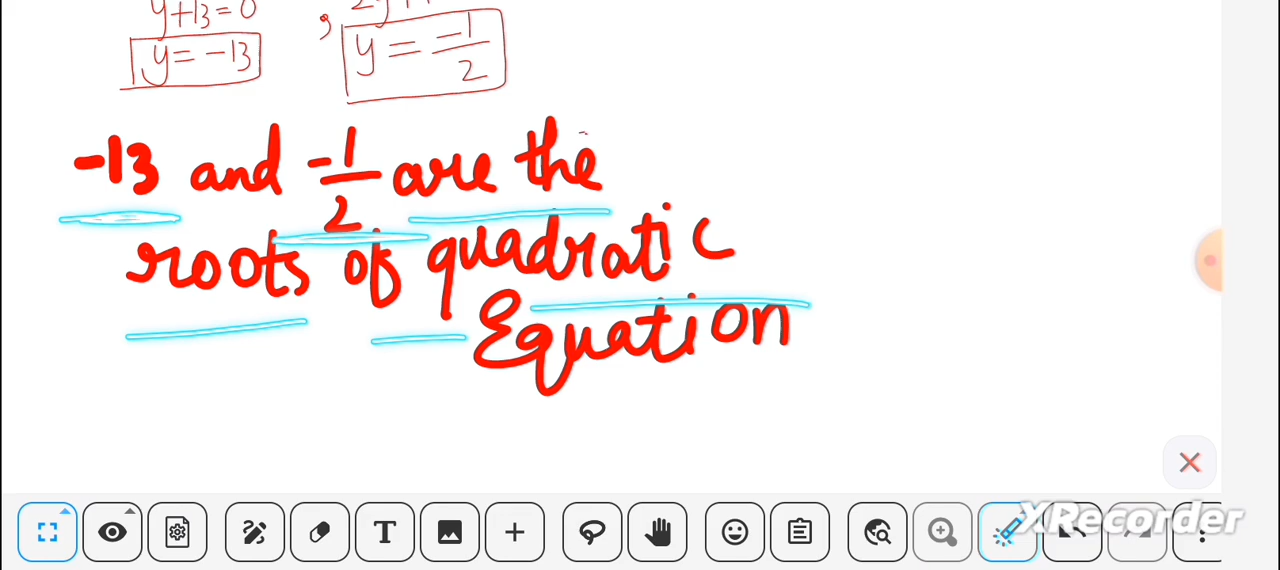 y+13=0
y=-13
, y=-1/2
-13 and -1/2 are the
roots of quadratic
Equation
T
XRecorder